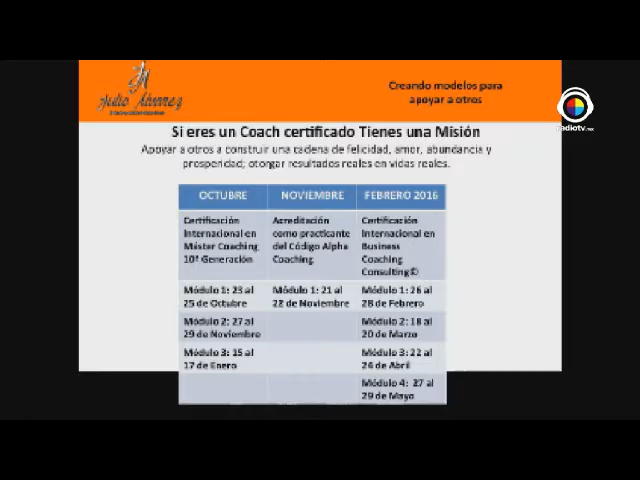 Julio Álvarez
Creando modelos para
apoyar a otros
radiotv.mx
Si eres un Coach certificado Tienes una Misión
Apoyar a otros a construir una cadena de felicidad, amor, abundancia y
prosperidad; otorgar resultados reales en vidas reales.
OCTUBRE NOVIEMBRE FEBRERO 2016
Certificación
Internacional en
Máster Coaching
10ª Generación
Acreditación
como practicante
del Código Alpha
Coaching
Certificación
Internacional en
Business
Coaching
Consulting©
Módulo 1: 23 al
25 de Octubre
Módulo 1: 21 al
22 de Noviembre
Módulo 1: 26 al
28 de Febrero
Módulo 2: 27 al
29 de Noviembre
Módulo 2: 18 al
20 de Marzo
Módulo 3: 15 al
17 de Enero
Módulo 3: 22 al
24 de Abril
Módulo 4: 27 al
29 de Mayo